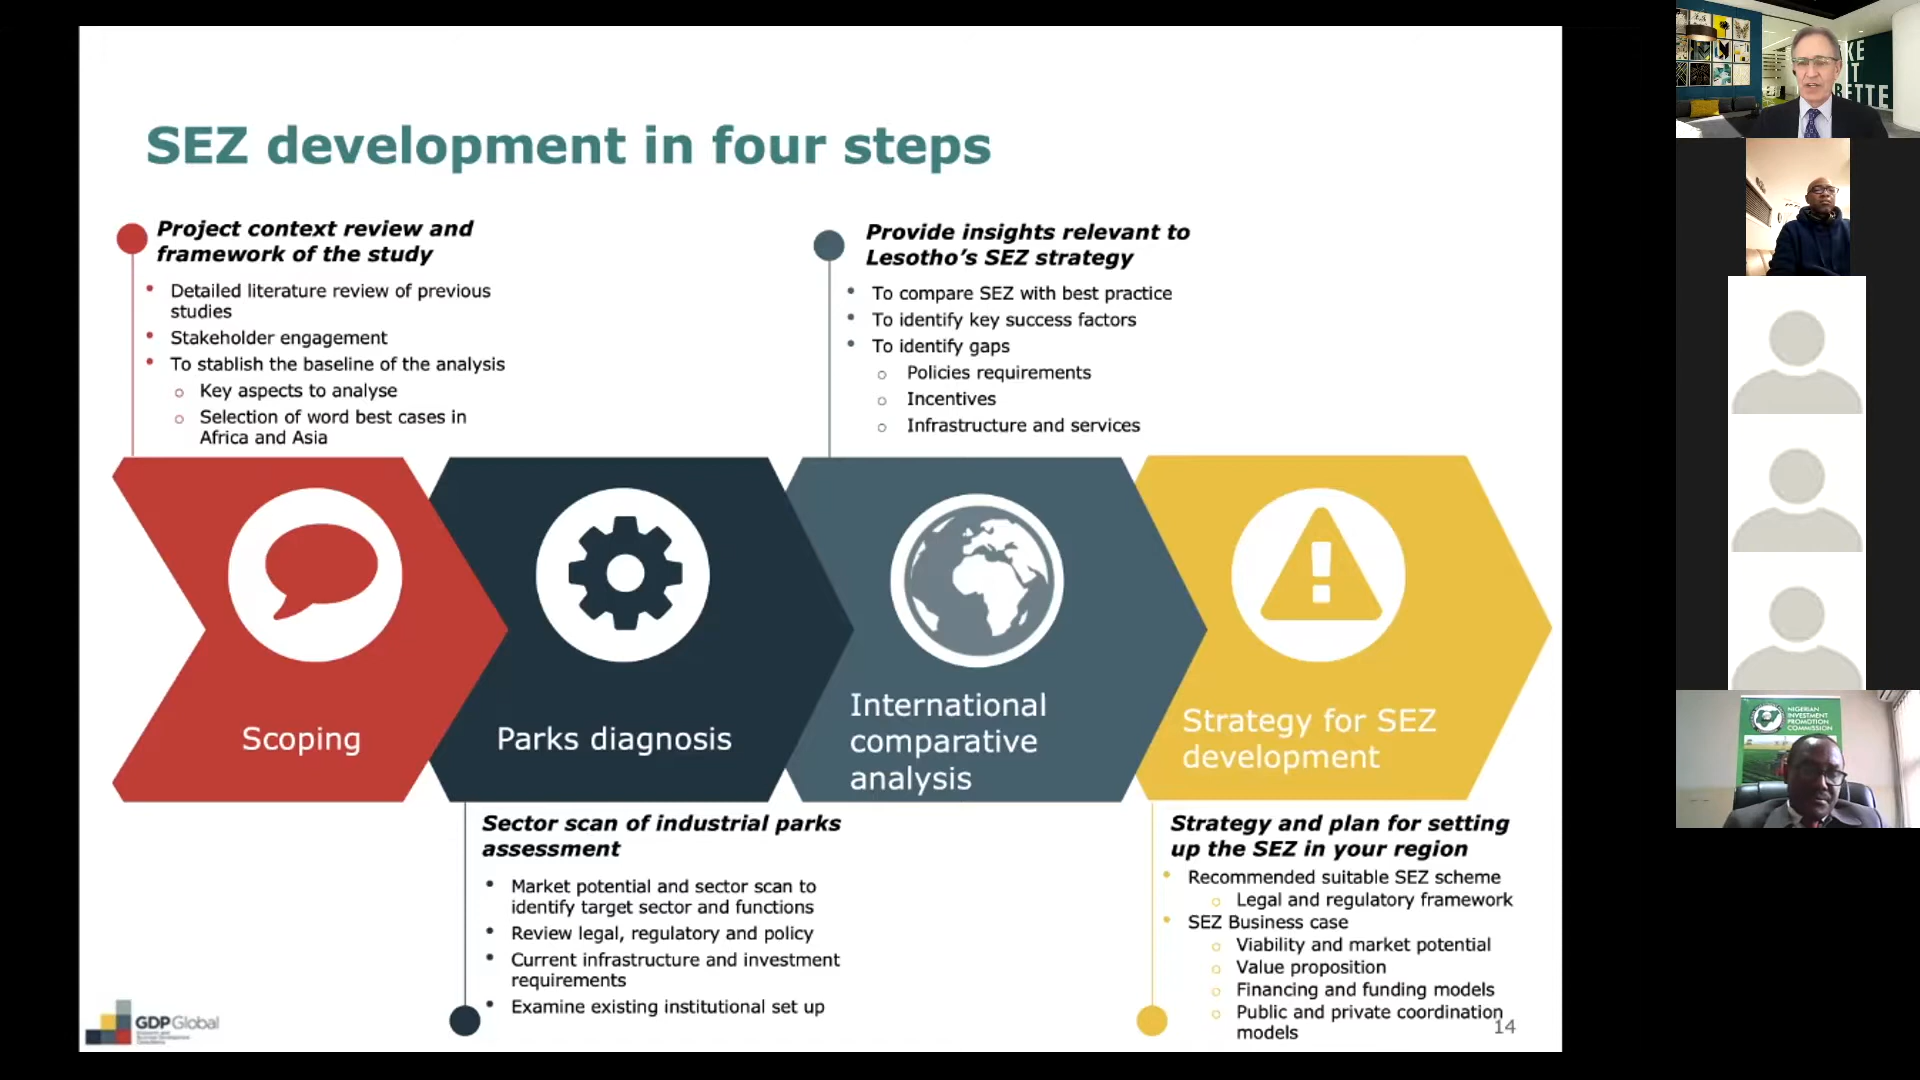 SEZ development in four steps
Project context review and
framework of the study
Detailed literature review of previous
studies
Stakeholder engagement
To stablish the baseline of the analysis
Key aspects to analyse
Selection of word best cases in
Africa and Asia
Provide insights relevant to
Lesotho’s SEZ strategy
To compare SEZ with best practice
To identify key success factors
To identify gaps
Policies requirements
Incentives
Infrastructure and services
Scoping
Parks diagnosis
International
comparative
analysis
Strategy for SEZ
development
Sector scan of industrial parks
assessment
Market potential and sector scan to
identify target sector and functions
Review legal, regulatory and policy
Current infrastructure and investment
requirements
Examine existing institutional set up
Strategy and plan for setting
up the SEZ in your region
Recommended suitable SEZ scheme
Legal and regulatory framework
SEZ Business case
Viability and market potential
Value proposition
Financing and funding models
Public and private coordination
models
14
GDP Global
NIGERIAN
INVESTMENT
PROMOTION
COMMISSION